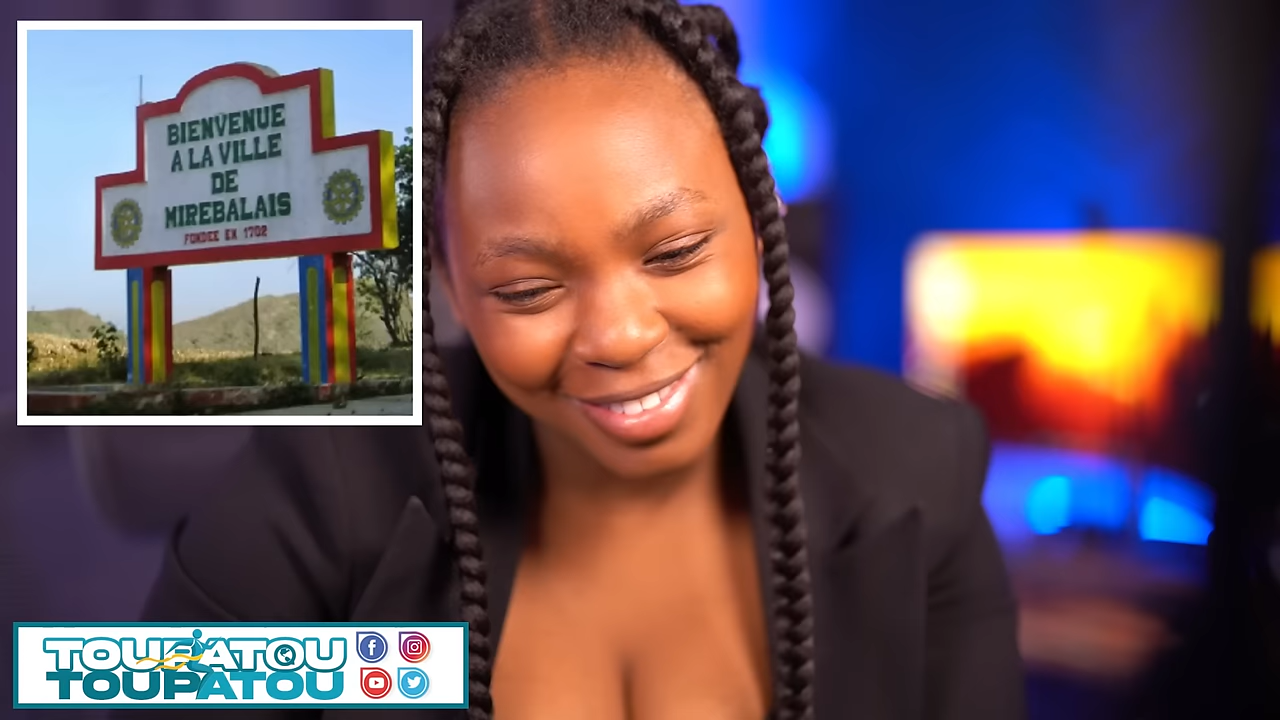 BIENVENUE
A LA VILLE
DE
MIREBALAIS
FONDEE EN 1702
TOUPATOU
TOUPATOU